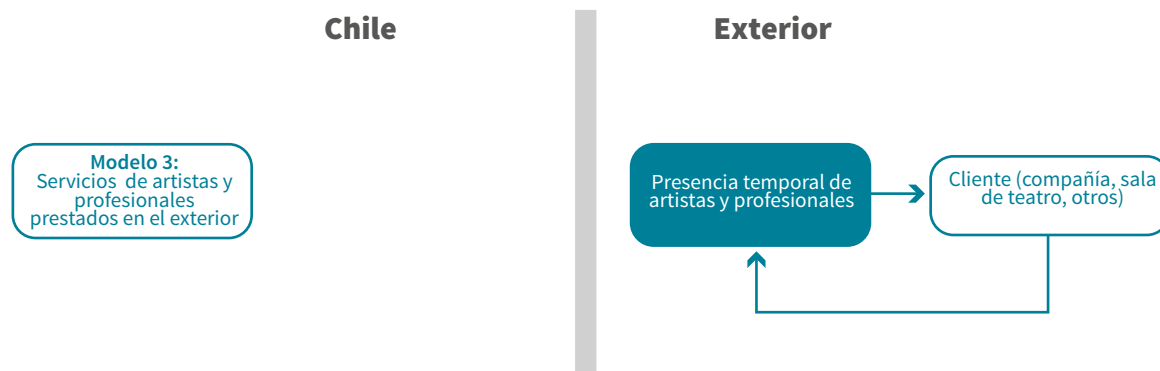 Chile
Exterior
Modelo 3:
Servicios de artistas y
profesionales
prestados en el exterior
Presencia temporal de
artistas y profesionales
Cliente (compañía, sala
de teatro, otros)